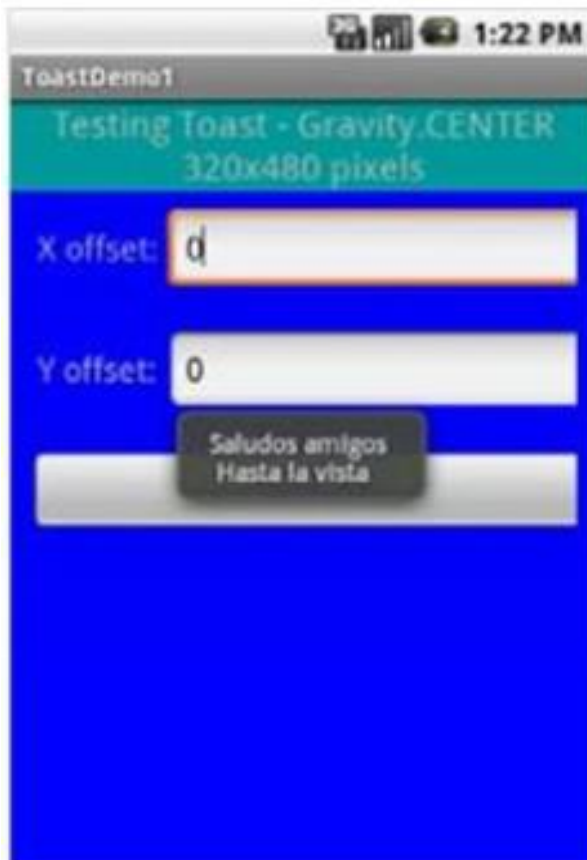 1:22 PM
ToastDemo1
Testing Toast - Gravity.CENTER
320x480 pixels
X offset: 0
Y offset: 0
Saludos amigos
Hasta la vista